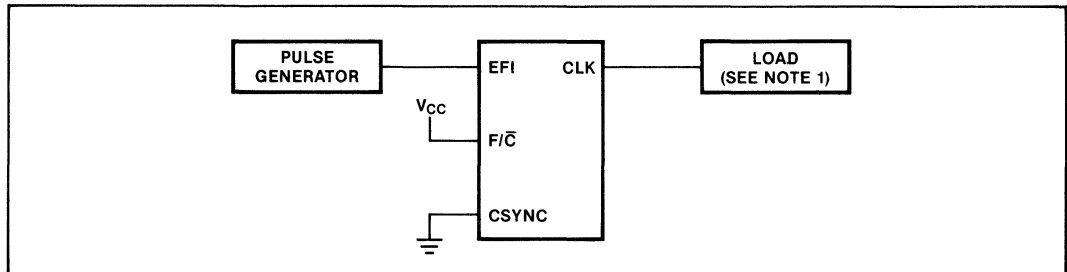 PULSE
GENERATOR
EFI
CLK
LOAD
(SEE NOTE 1)
VCC
F/C̅
CSYNC